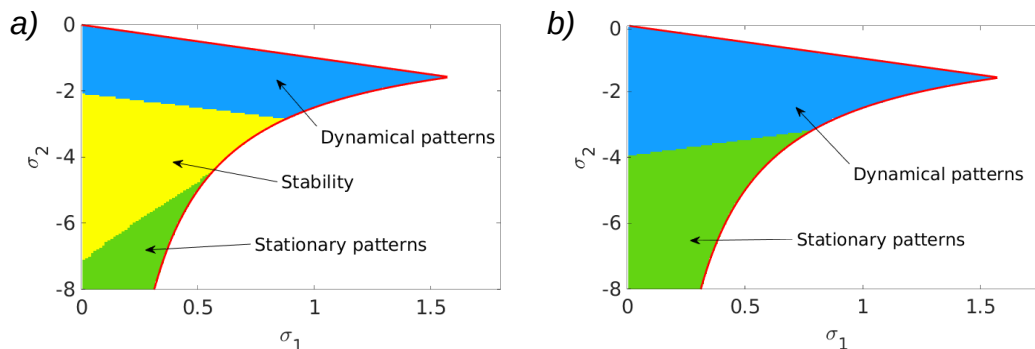 a)
0
-2
-4
-6
-8
σ2
Dynamical patterns
Stability
Stationary patterns
0
0.5
1
1.5
σ1
b)
0
-2
-4
-6
-8
σ2
Dynamical patterns
Stationary patterns
0
0.5
1
1.5
σ1